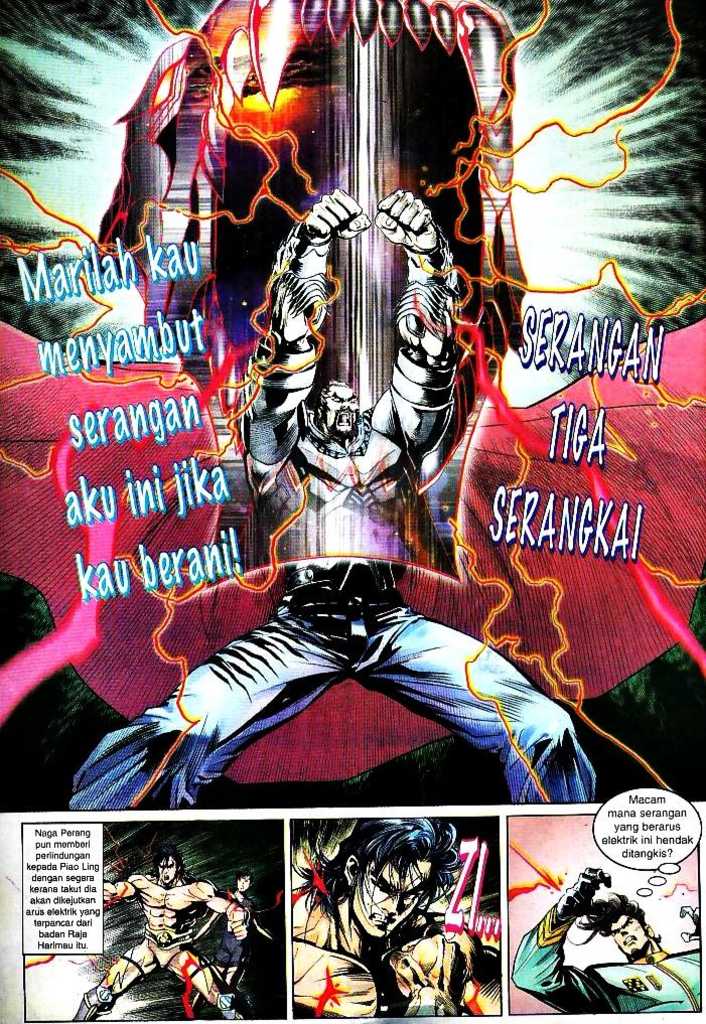 Marilah kau
menyambut
serangan
aku ini jika
kau berani!
SERANGAN
TIGA
SERANGKAI
Naga Perang
pun memberi
perlindungan
kepada Piao Ling
dengan segera
kerana takut dia
akan dikejutkan
arus elektrik yang
terpancar dari
badan Raja
Harimau itu.
Z1....
Macam
mana serangan
yang berarus
elektrik ini hendak
ditangkis?